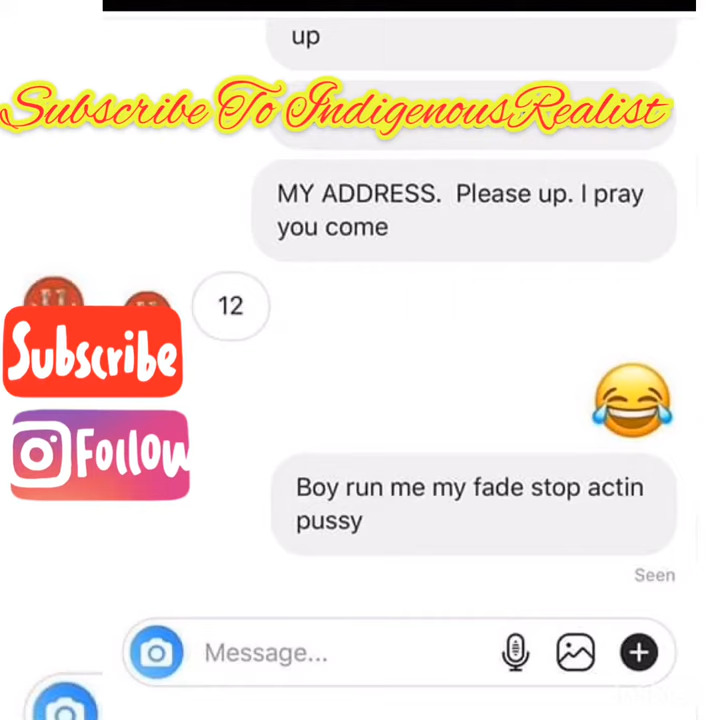 up
Subscribe To IndigenousRealist
MY ADDRESS.  Please up. I pray
you come
12
Subscribe
Follow
Boy run me my fade stop actin
pussy
Seen
Message...